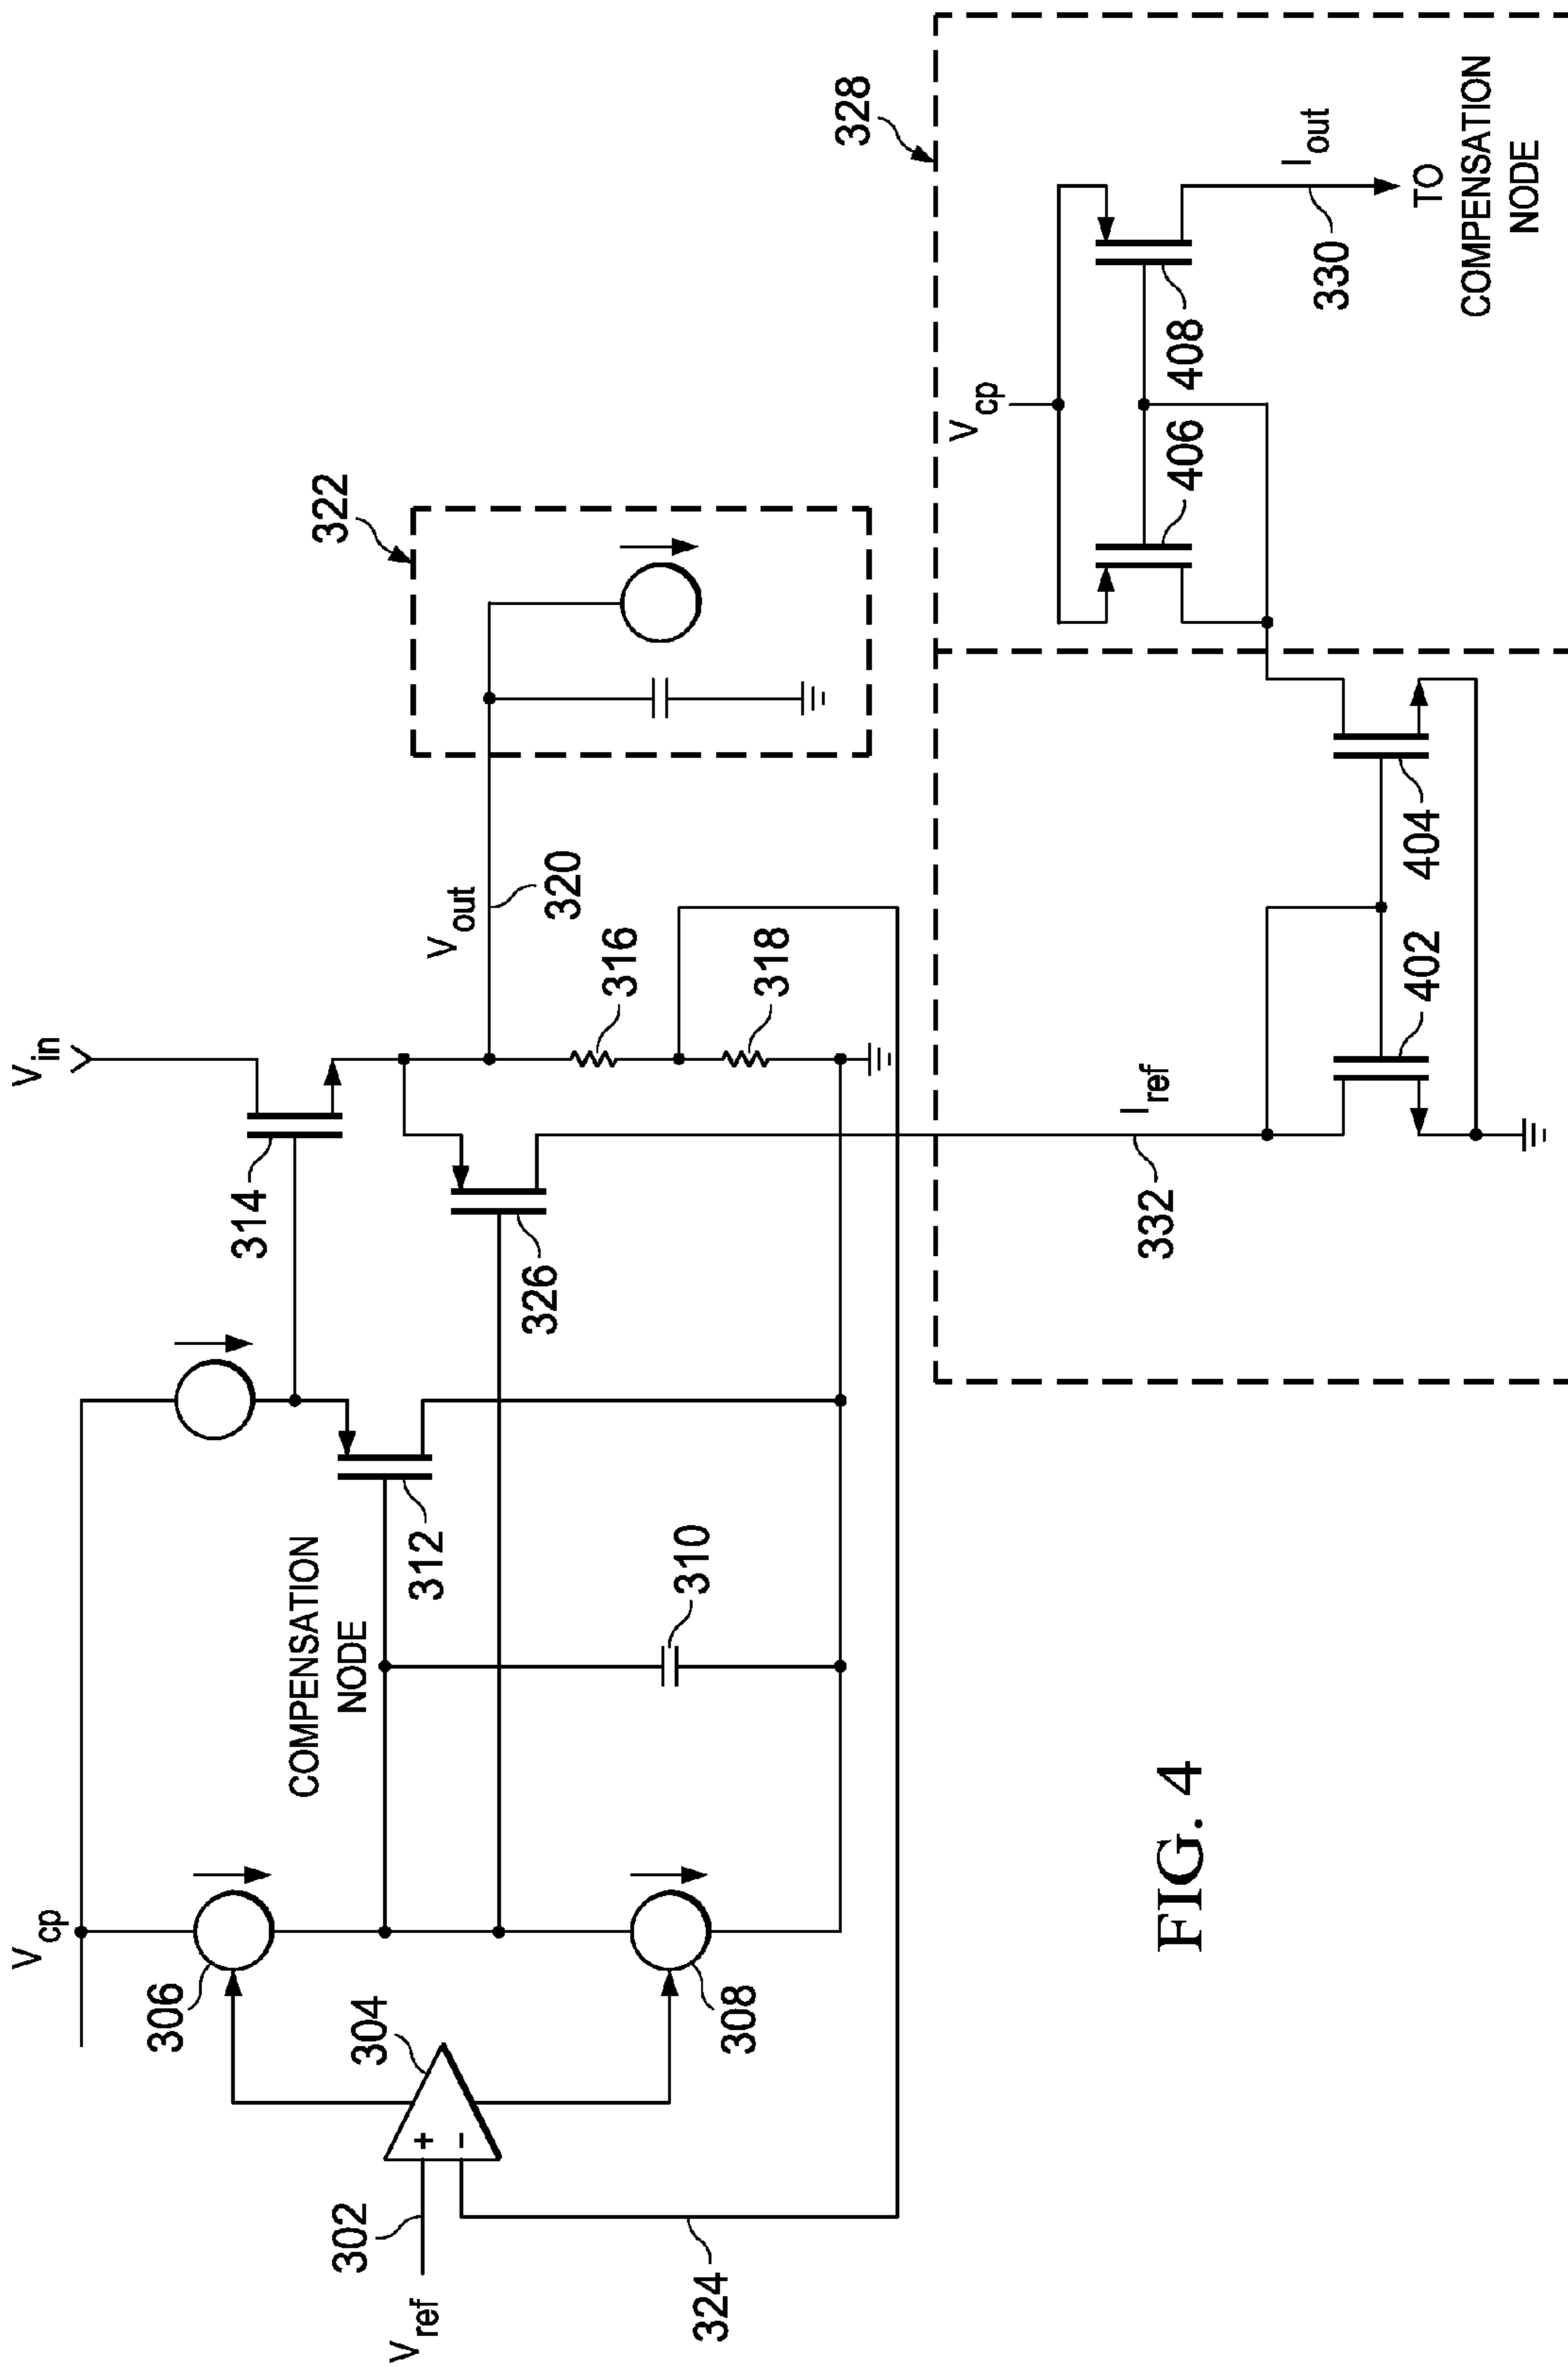 V_in
V_cp
314
306
COMPENSATION
NODE
312
326
V_out
320
322
316
318
310
304
+
-
302
V_ref
308
324
328
V_cp
406
408
I_out
330
TO
COMPENSATION
NODE
I_ref
332
402
404
FIG. 4